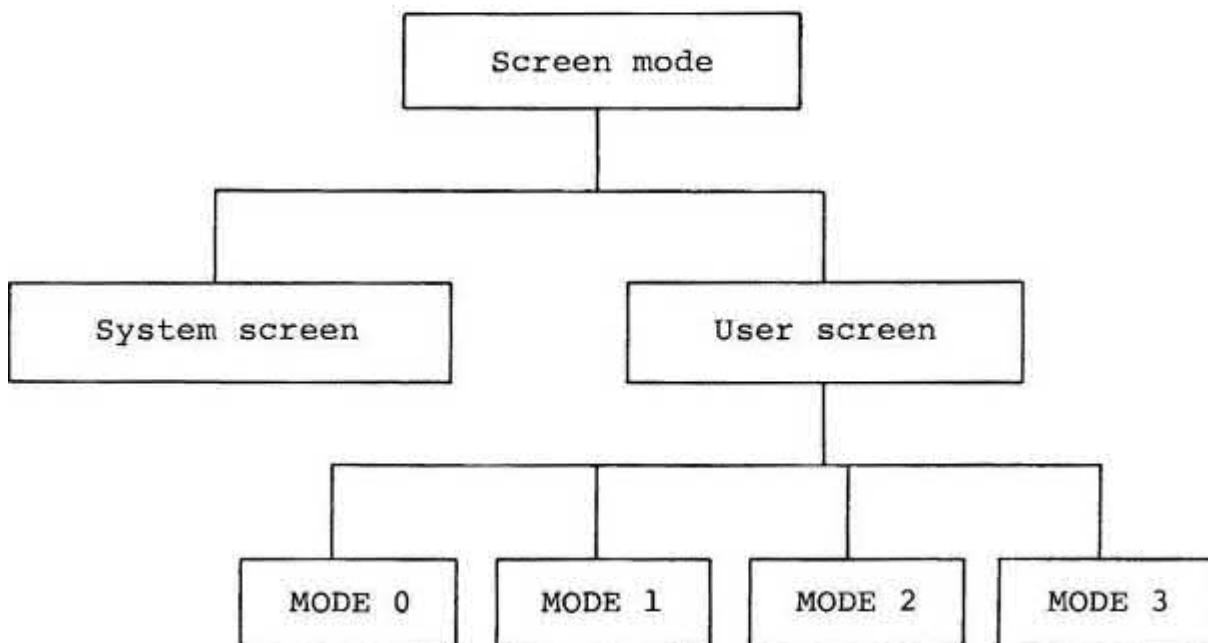 Screen mode
System screen
User screen
MODE 0
MODE 1
MODE 2
MODE 3